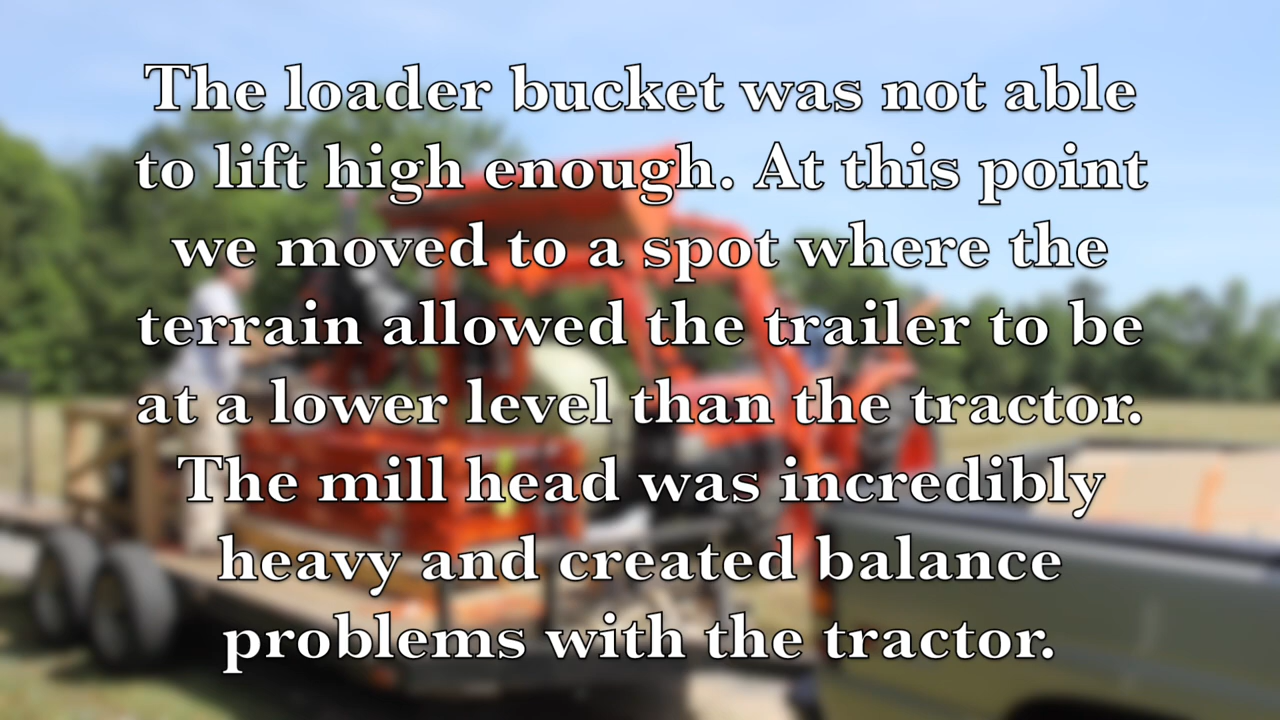 The loader bucket was not able
to lift high enough. At this point
we moved to a spot where the
terrain allowed the trailer to be
at a lower level than the tractor.
The mill head was incredibly
heavy and created balance
problems with the tractor.